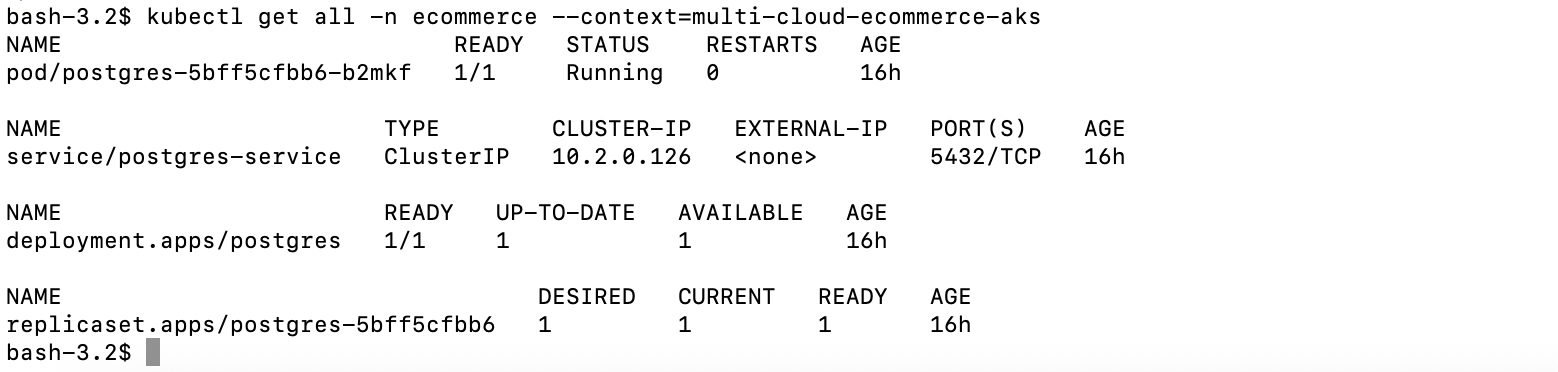 bash-3.2$ kubectl get all -n ecommerce --context=multi-cloud-ecommerce-aks
NAME READY STATUS RESTARTS AGE
pod/postgres-5bff5cfbb6-b2mkf 1/1 Running 0 16h
NAME TYPE CLUSTER-IP EXTERNAL-IP PORT(S) AGE
service/postgres-service ClusterIP 10.2.0.126 <none> 5432/TCP 16h
NAME READY UP-TO-DATE AVAILABLE AGE
deployment.apps/postgres 1/1 1 1 16h
NAME DESIRED CURRENT READY AGE
replicaset.apps/postgres-5bff5cfbb6 1 1 1 16h
bash-3.2$